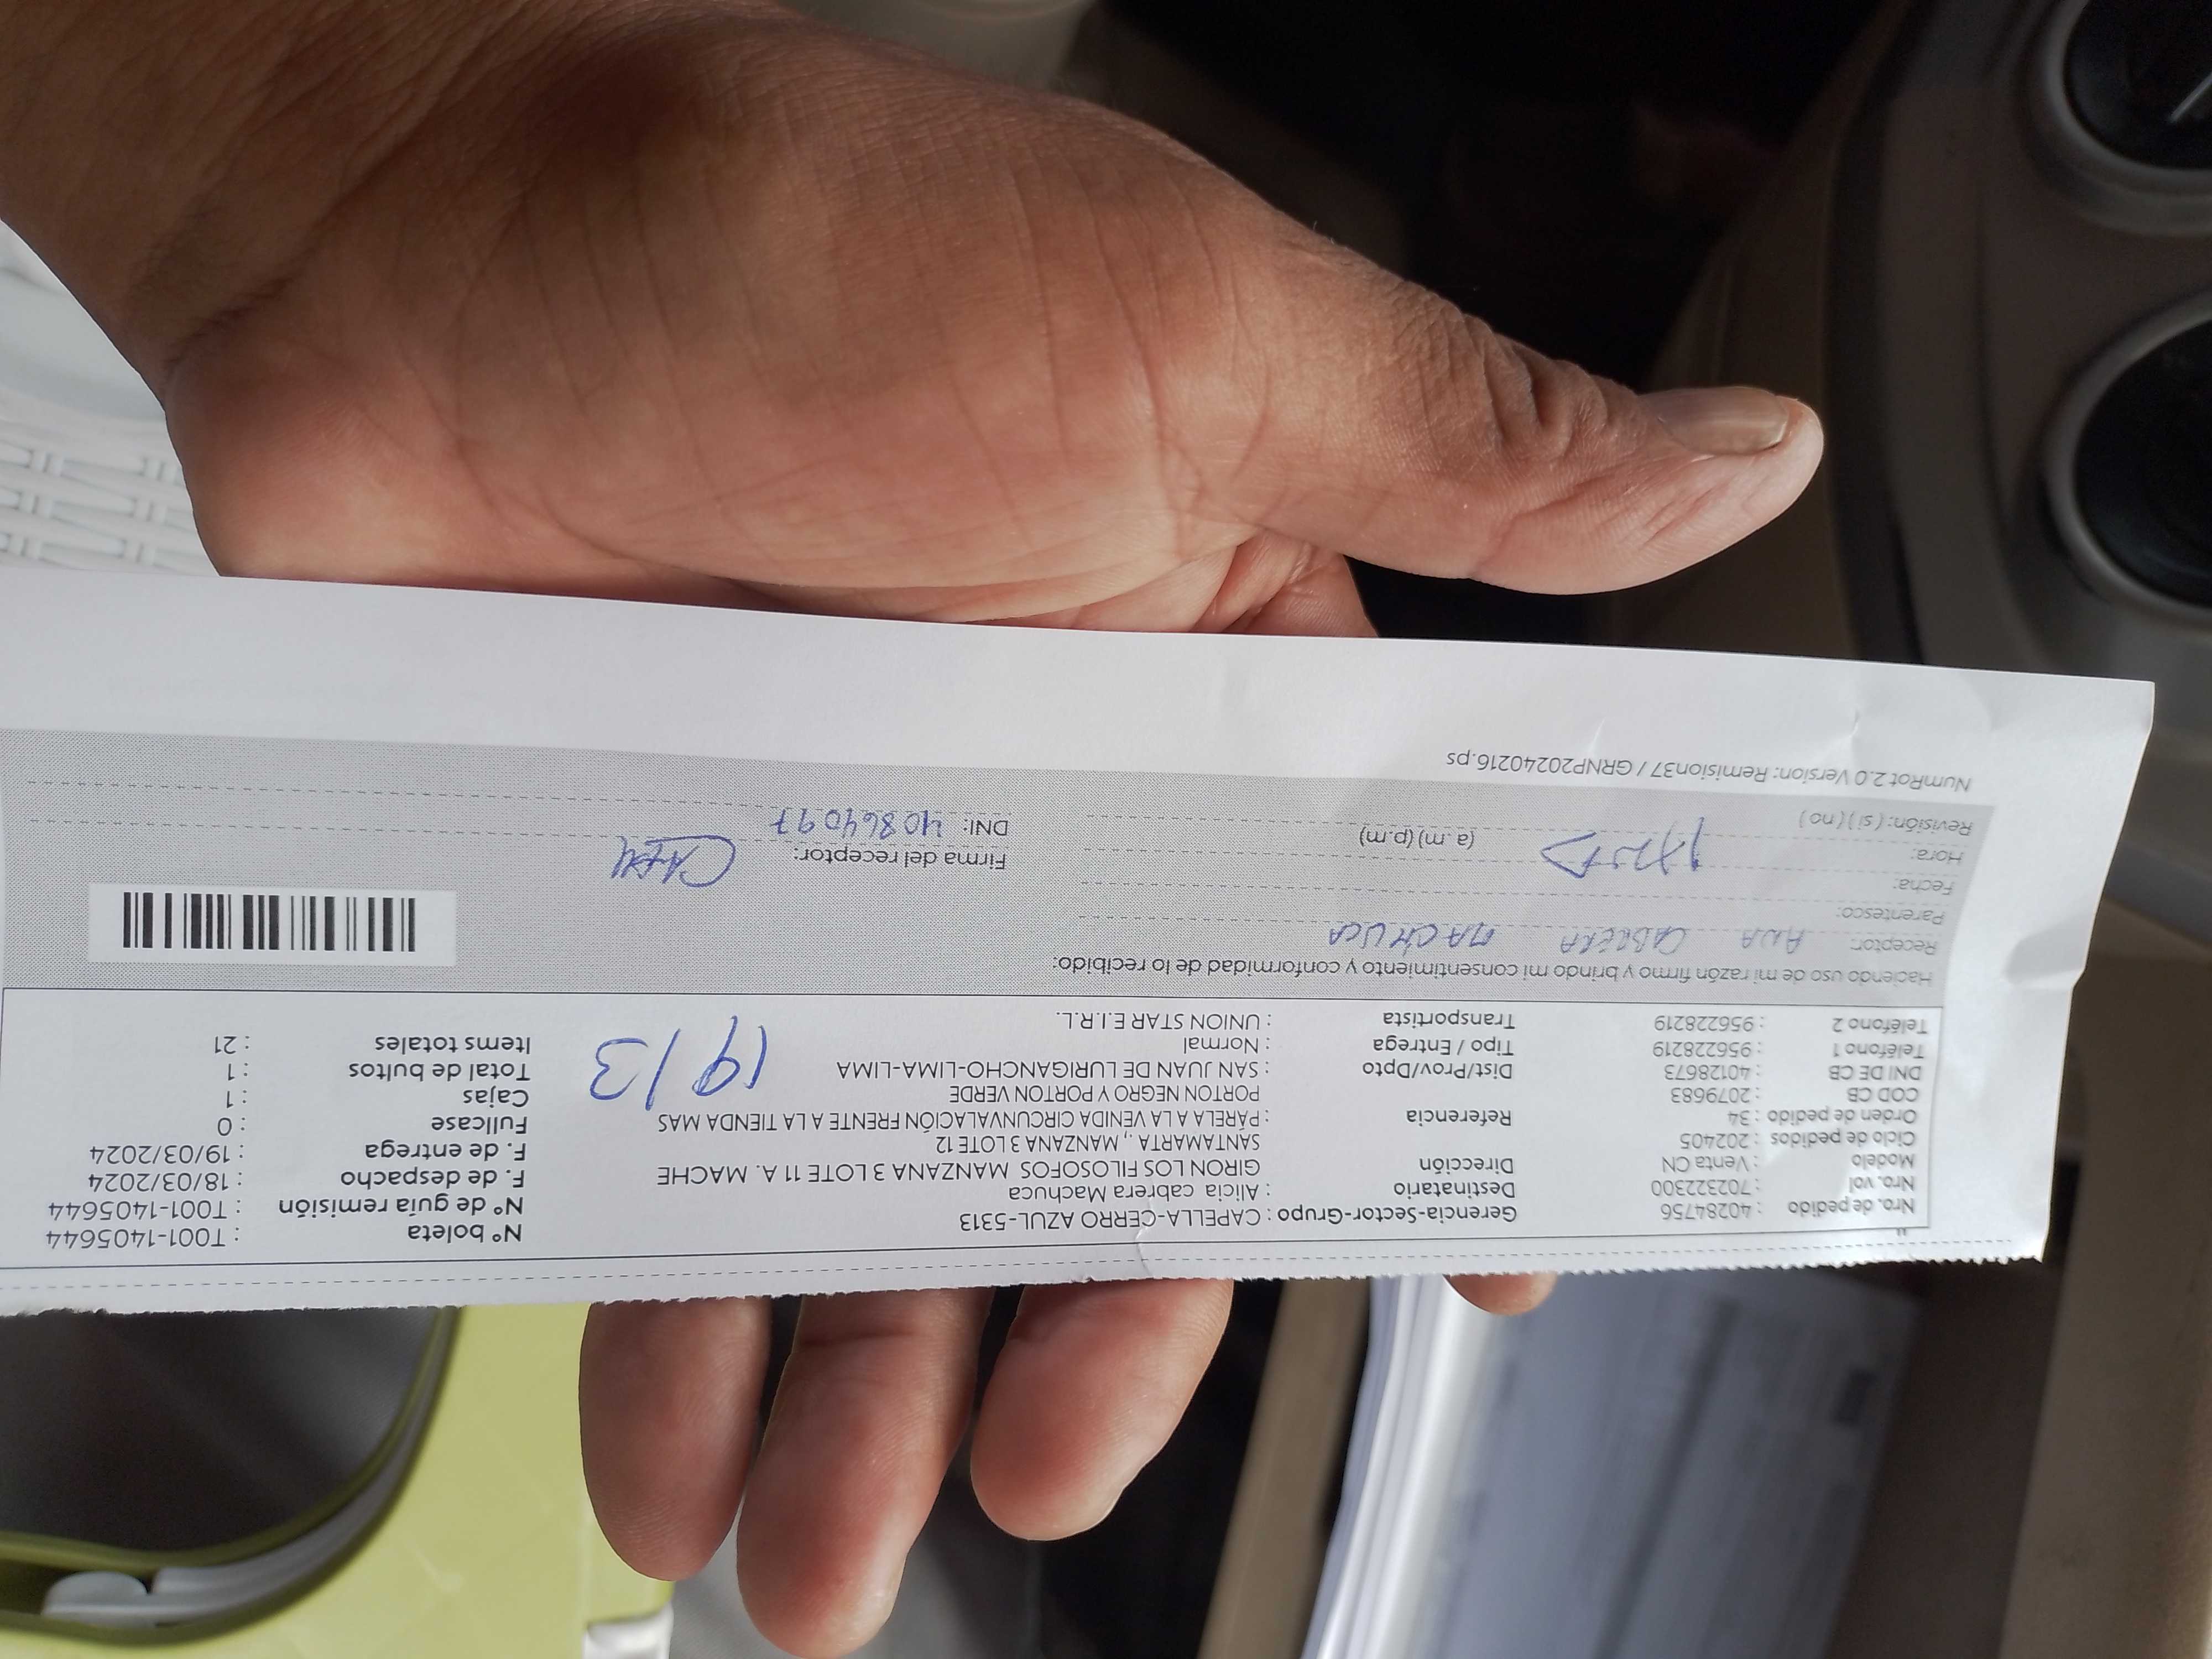 Nro. de pedido : 40284756 Gerencia-Sector-Grupo : CAPELLA-CERRO AZUL-5313 N° boleta : T001-1405644
Nro. vol : 702322300 Destinatario : Alicia cabrera Machuca N° de guía remisión : T001-1405644
Modelo : Venta CN Dirección GIRON LOS FILOSOFOS MANZANA 3 LOTE 11 A. MACHE F. de despacho : 18/03/2024
Ciclo de pedidos : 202405 SANTAMARTA ., MANZANA 3 LOTE 12 F. de entrega : 19/03/2024
Orden de pedido : 34 Referencia : PARELA A LA VENIDA CIRCUNVALACIÓN FRENTE A LA TIENDA MAS Fullcase : 0
COD CB : 2079683 PORTON NEGRO Y PORTON VERDE Cajas : 1
DNI DE CB : 40128673 Dist/Prov/Dpto : SAN JUAN DE LURIGANCHO-LIMA-LIMA Total de bultos : 1
Teléfono 1 : 956228219 Tipo / Entrega : Normal Items totales : 21
Teléfono 2 : 956228219 Transportista : UNION STAR E.I.R.L.
19/3
Haciendo uso de mi razón firmo y brindo mi consentimiento y conformidad de lo recibido:
Receptor: ANA CABRERA MACHUCA
Parentesco:
Fecha:
Hora: (a.m) (p.m)
Revisión: (si) (no)
Firma del receptor:
DNI: 40864097
NumRot 2.0 Version: Remision37 / GRNP20240216.ps